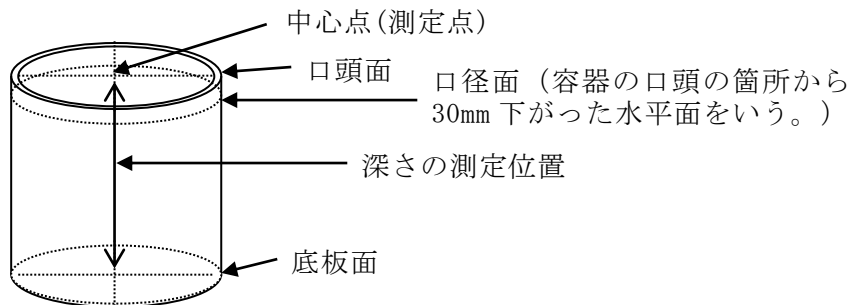 中心点(測定点)
口頭面
口径面（容器の口頭の箇所から
30mm 下がった水平面をいう。）
深さの測定位置
底板面